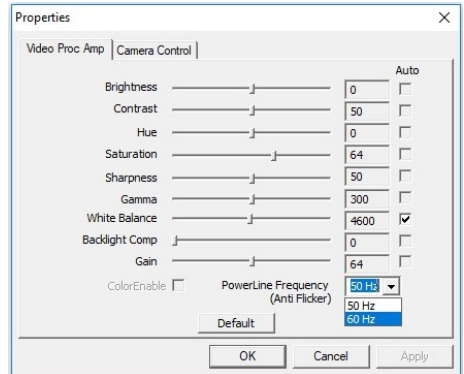 Properties
Video Proc Amp
Camera Control
Auto
Brightness 0
Contrast 50
Hue 0
Saturation 64
Sharpness 50
Gamma 300
White Balance 4600
Backlight Comp 0
Gain 64
ColorEnable PowerLine Frequency 50 Hz
(Anti Flicker)
50 Hz
60 Hz
Default
OK Cancel Apply